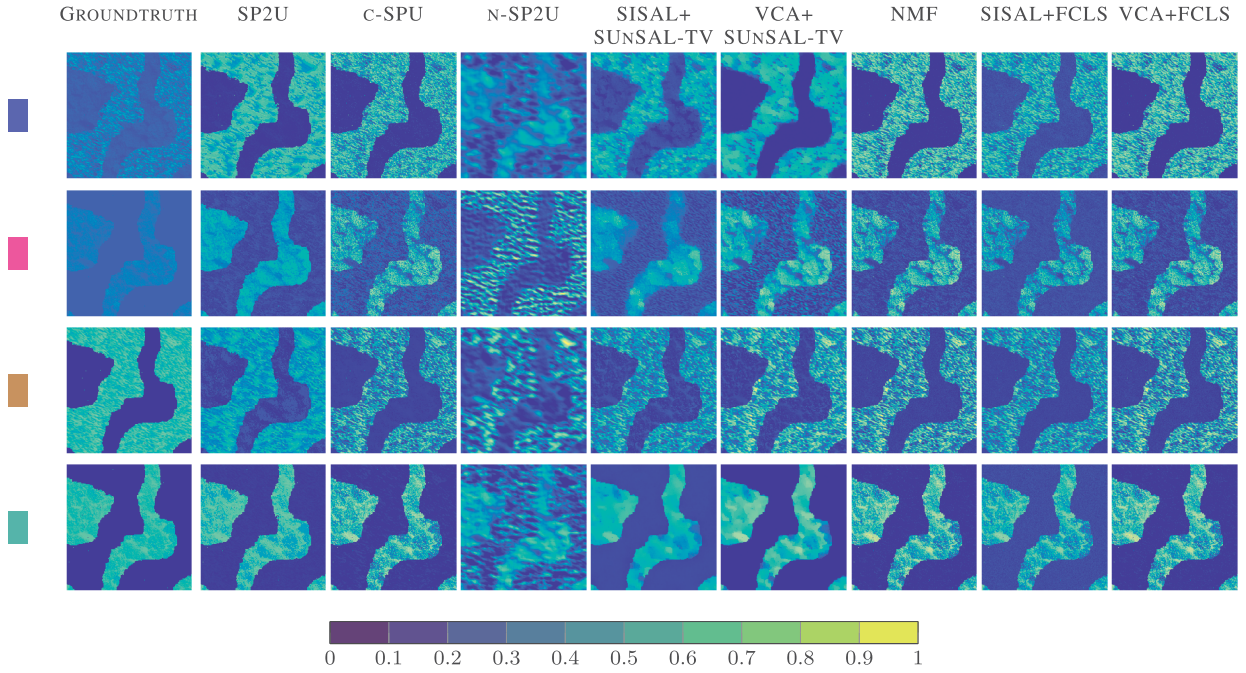 GROUNDTRUTH SP2U C-SPU N-SP2U SISAL+ VCA+ NMF SISAL+FCLS VCA+FCLS
SUNSAL-TV SUNSAL-TV
0 0.1 0.2 0.3 0.4 0.5 0.6 0.7 0.8 0.9 1